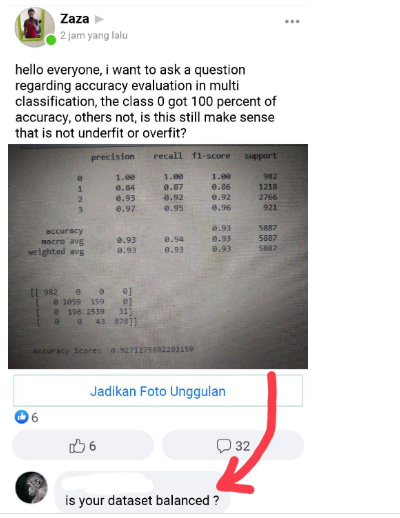 Zaza
2 jam yang lalu
hello everyone, i want to ask a question
regarding accuracy evaluation in multi
classification, the class 0 got 100 percent of
accuracy, others not, is this still make sense
that is not underfit or overfit?
precision recall f1-score support
0 1.00 1.00 1.00 982
1 0.84 0.87 0.86 1218
2 0.93 0.92 0.92 2766
3 0.97 0.95 0.96 921
accuracy 0.93 5887
macro avg 0.93 0.94 0.93 5887
weighted avg 0.93 0.93 0.93 5887
[[ 982 0 0 0]
[ 0 1059 159 0]
[ 0 196 2539 31]
[ 0 0 43 878]]
Accuracy Score: 0.9271275692203159
Jadikan Foto Unggulan
6
6
32
is your dataset balanced ?